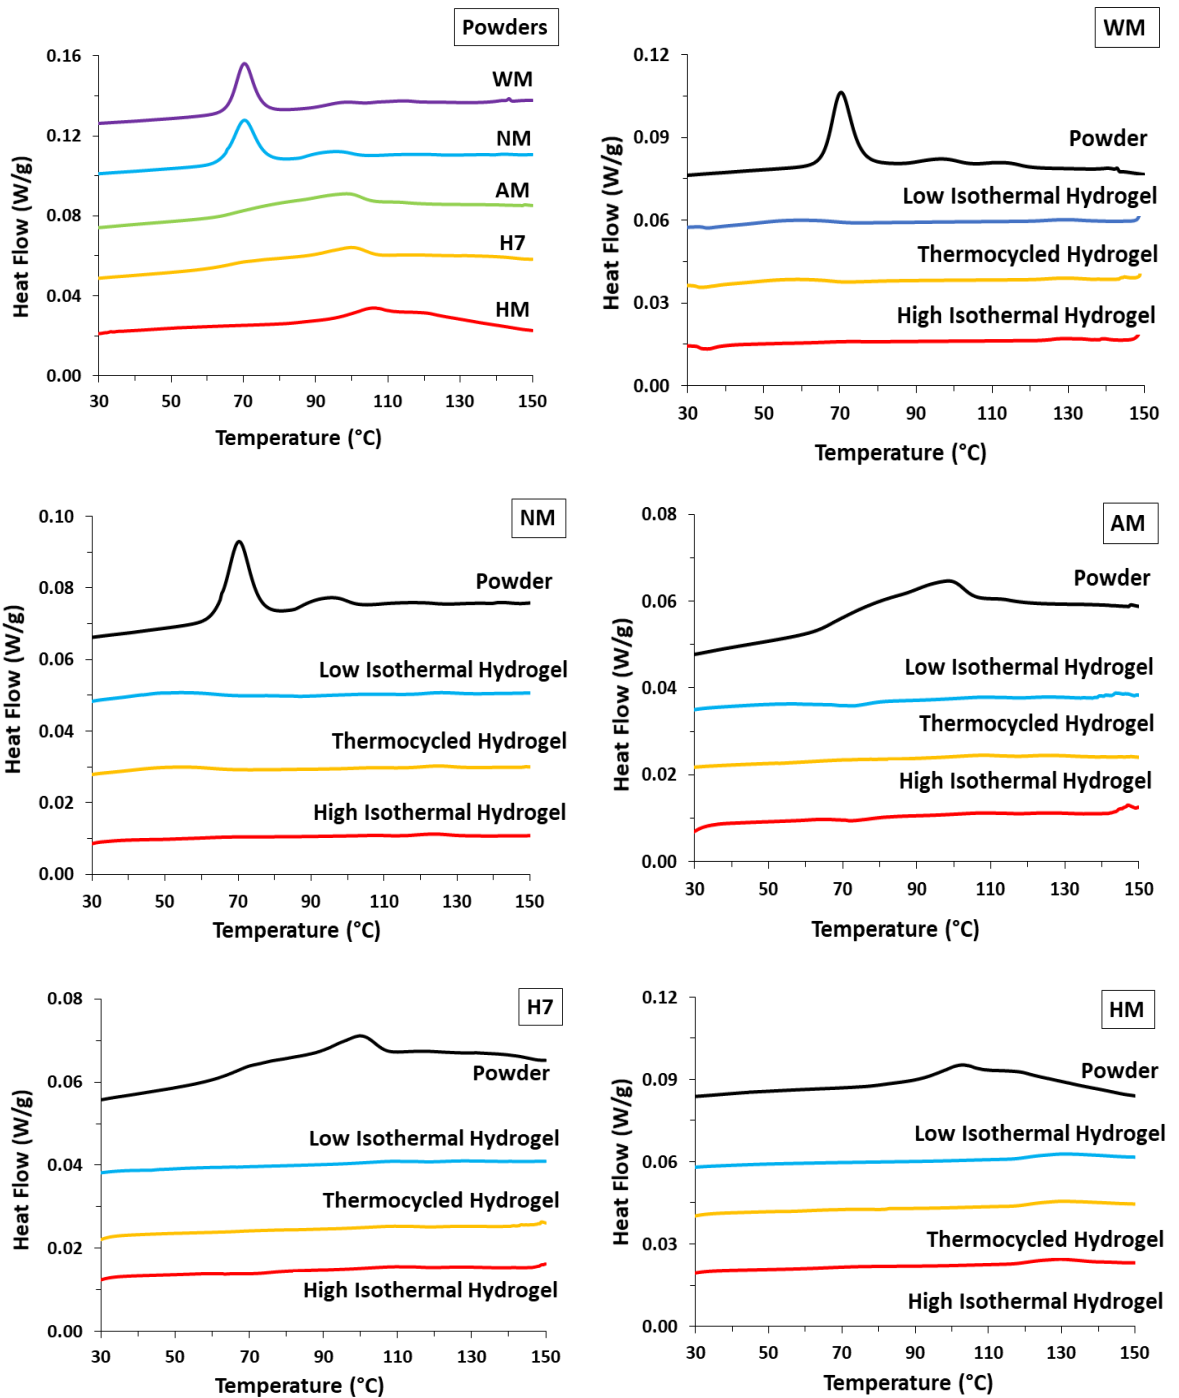 Powders
0.16
0.12
0.08
0.04
0.00
Heat Flow (W/g)
WM
NM
AM
H7
HM
30 50 70 90 110 130 150
Temperature (°C)
WM
0.12
0.09
0.06
0.03
0.00
Heat Flow (W/g)
Powder
Low Isothermal Hydrogel
Thermocycled Hydrogel
High Isothermal Hydrogel
30 50 70 90 110 130 150
Temperature (°C)
NM
0.10
0.08
0.06
0.04
0.02
0.00
Heat Flow (W/g)
Powder
Low Isothermal Hydrogel
Thermocycled Hydrogel
High Isothermal Hydrogel
30 50 70 90 110 130 150
Temperature (°C)
AM
0.08
0.06
0.04
0.02
0.00
Heat Flow (W/g)
Powder
Low Isothermal Hydrogel
Thermocycled Hydrogel
High Isothermal Hydrogel
30 50 70 90 110 130 150
Temperature (°C)
H7
0.08
0.06
0.04
0.02
0.00
Heat Flow (W/g)
Powder
Low Isothermal Hydrogel
Thermocycled Hydrogel
High Isothermal Hydrogel
30 50 70 90 110 130 150
Temperature (°C)
HM
0.12
0.09
0.06
0.03
0.00
Heat Flow (W/g)
Powder
Low Isothermal Hydrogel
Thermocycled Hydrogel
High Isothermal Hydrogel
30 50 70 90 110 130 150
Temperature (°C)